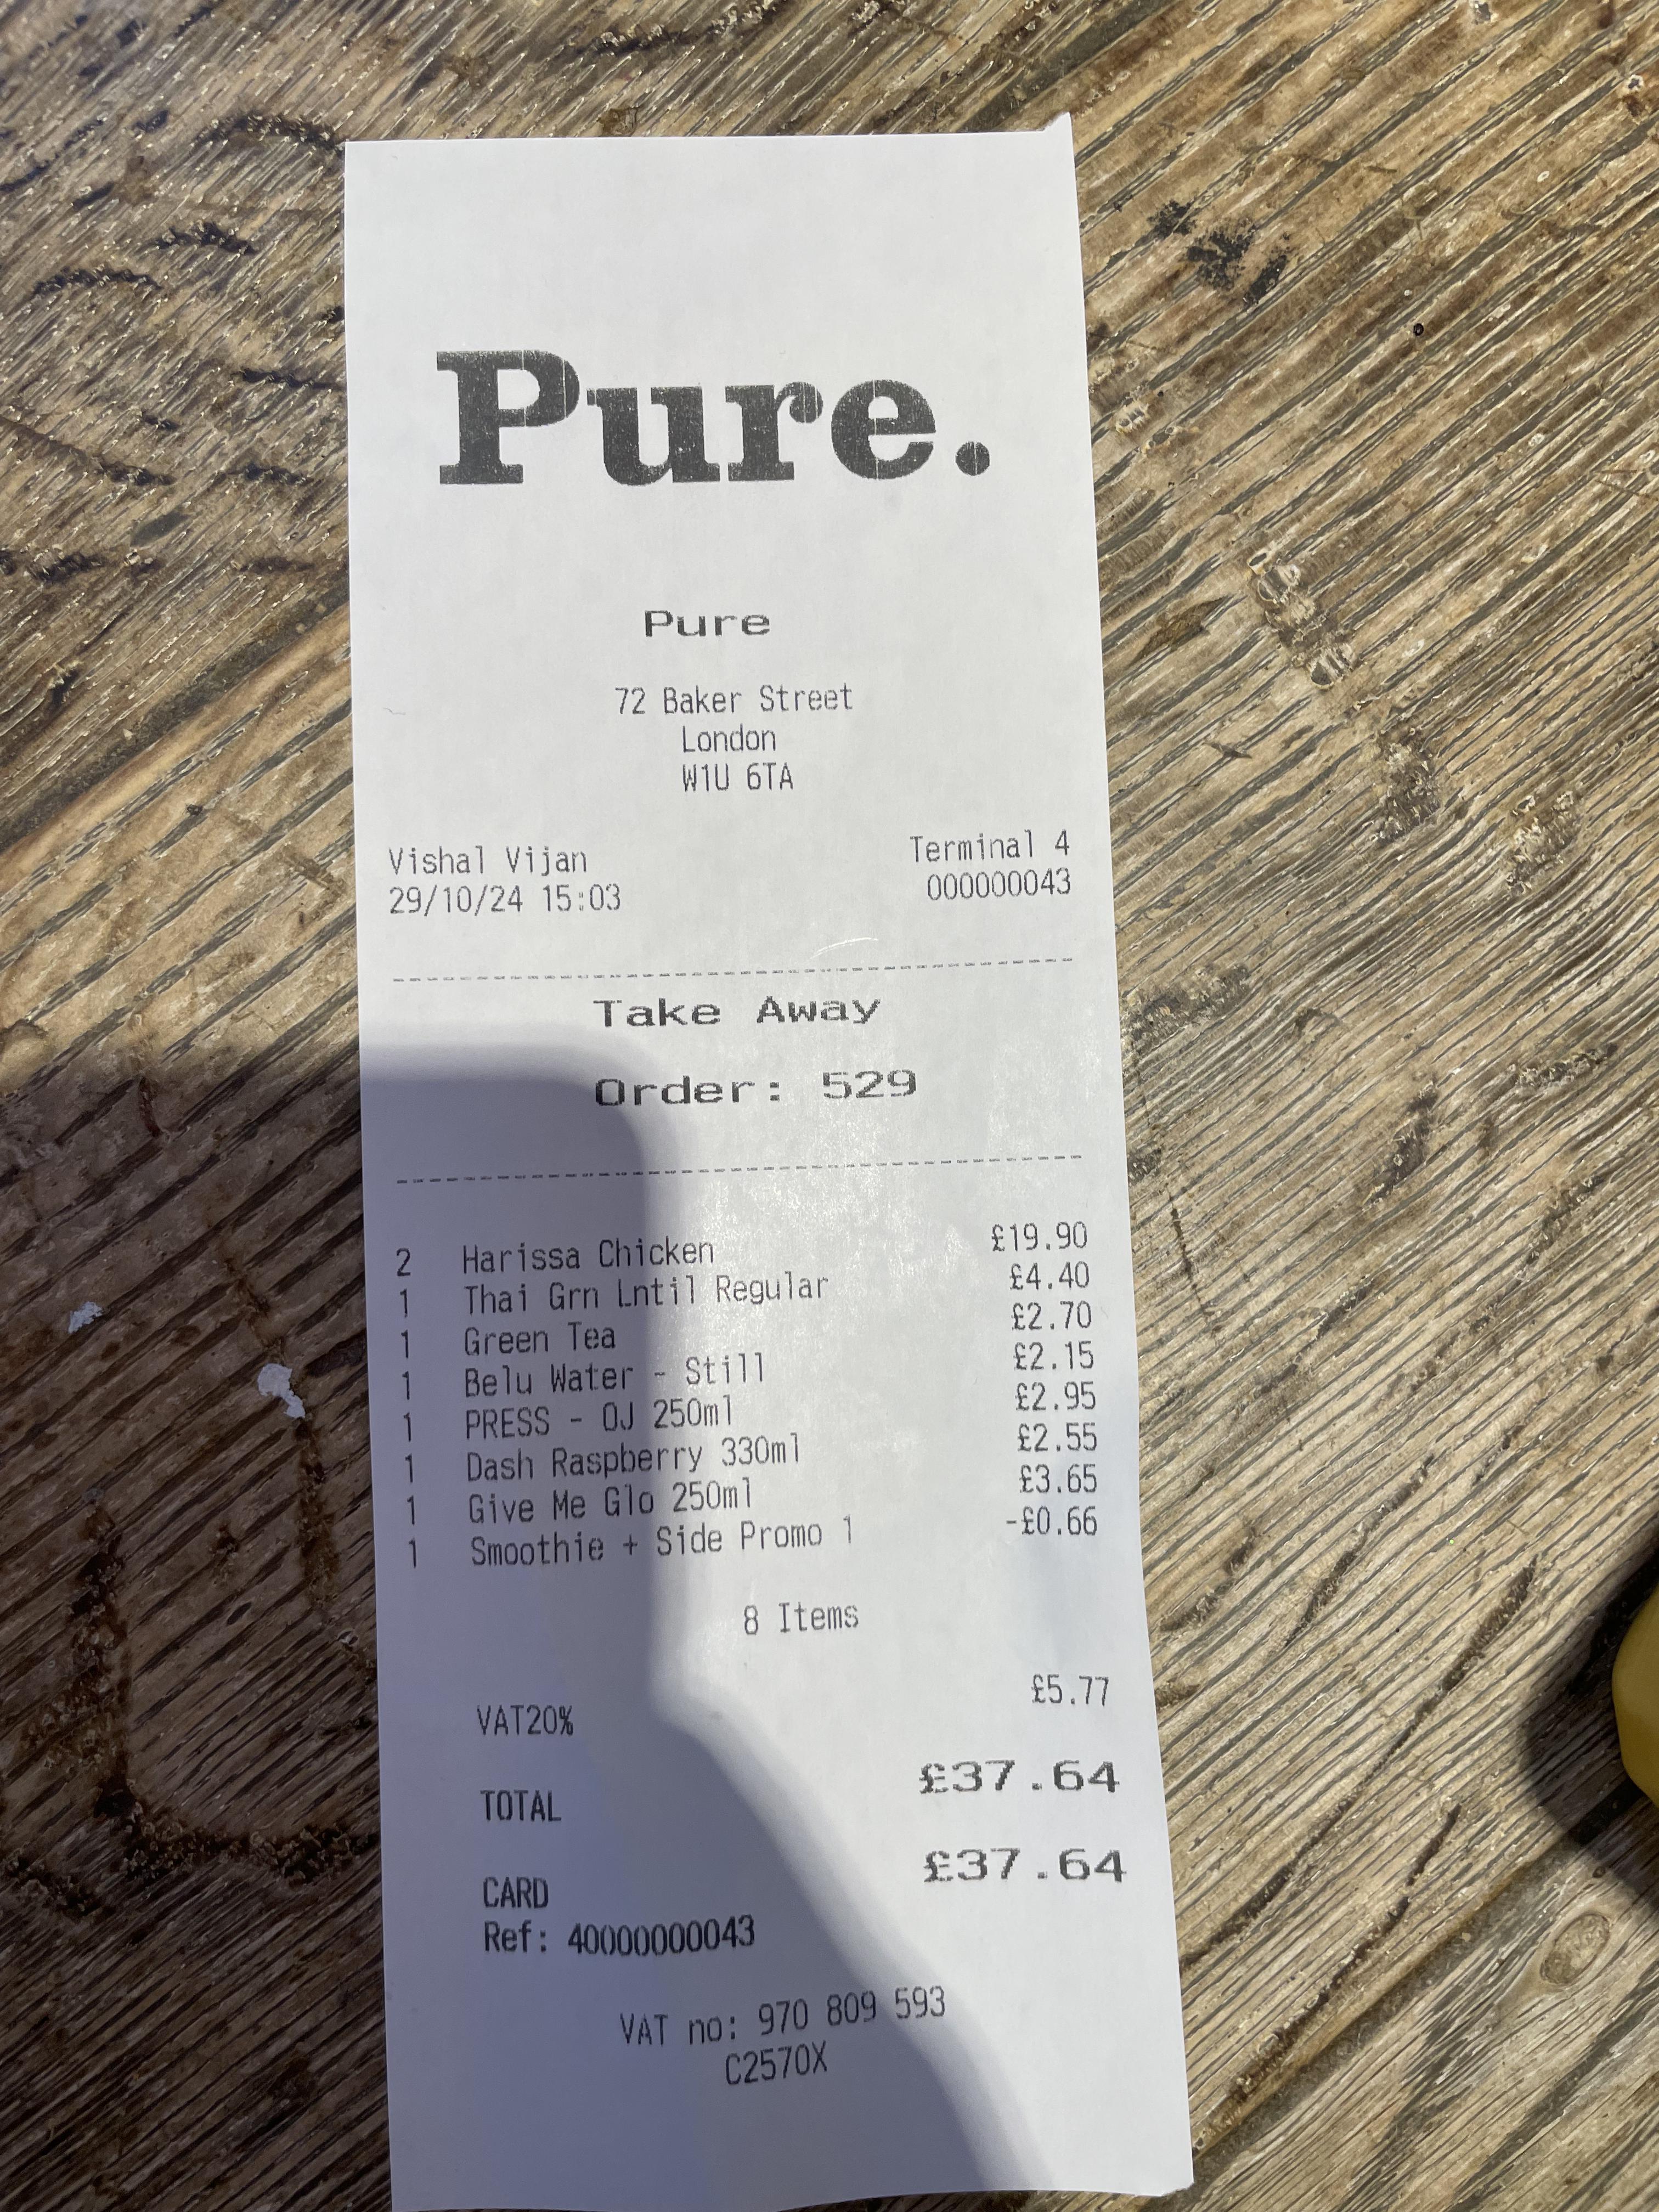 Pure.
Pure
72 Baker Street
London
W1U 6TA
Vishal Vijan Terminal 4
29/10/24 15:03 000000043
Take Away
Order: 529
2 Harissa Chicken £19.90
1 Thai Grn Lntil Regular £4.40
1 Green Tea £2.70
1 Belu Water - Still £2.15
1 PRESS - OJ 250ml £2.95
1 Dash Raspberry 330ml £2.55
1 Give Me Glo 250ml £3.65
1 Smoothie + Side Promo 1 -£0.66
8 Items
VAT20% £5.77
TOTAL £37.64
CARD £37.64
Ref: 40000000043
VAT no: 970 809 593
C2570X